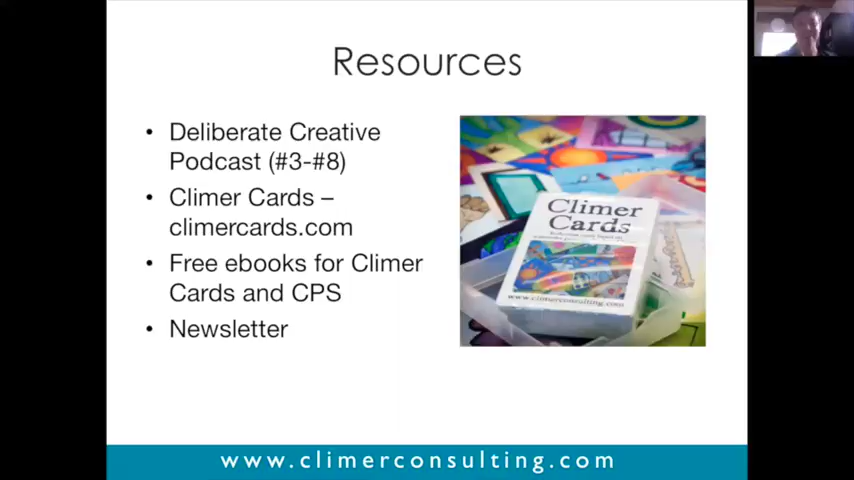 Resources
• Deliberate Creative
Podcast (#3-#8)
• Climer Cards –
climercards.com
• Free ebooks for Climer
Cards and CPS
• Newsletter
Climer
Cards
www.climerconsulting.com
www.climerconsulting.com